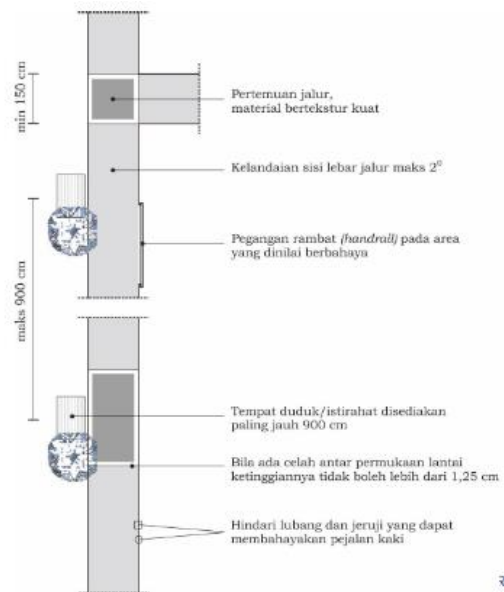 min 150 cm
Pertemuan jalur,
material bertekstur kuat
Kelandaian sisi lebar jalur maks 2⁰
Pegangan rambat (handrail) pada area
yang dinilai berbahaya
maks 900 cm
Tempat duduk/istirahat disediakan
paling jauh 900 cm
Bila ada celah antar permukaan lantai
ketinggiannya tidak boleh lebih dari 1,25 cm
Hindari lubang dan jeruji yang dapat
membahayakan pejalan kaki